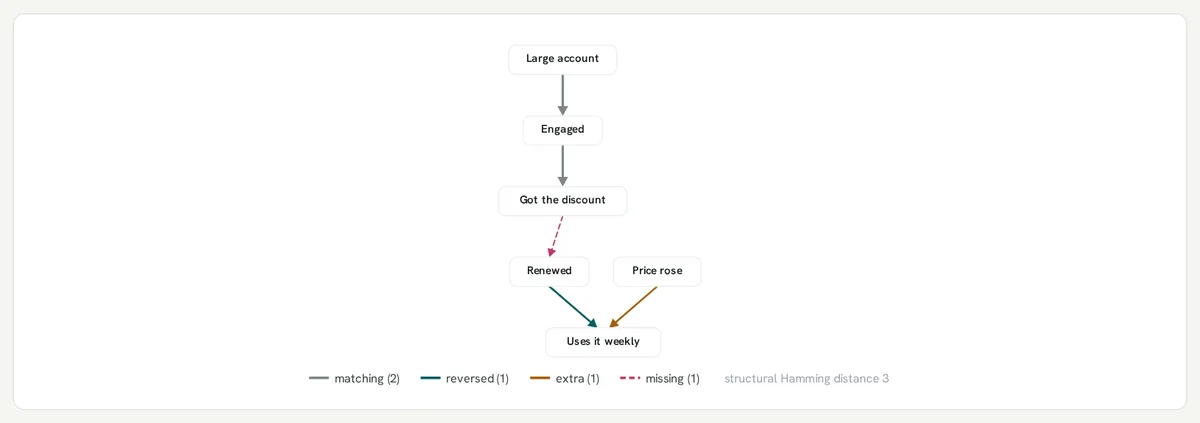 Large account
Engaged
Got the discount
Renewed
Price rose
Uses it weekly
matching (2)
reversed (1)
extra (1)
missing (1)
structural Hamming distance 3